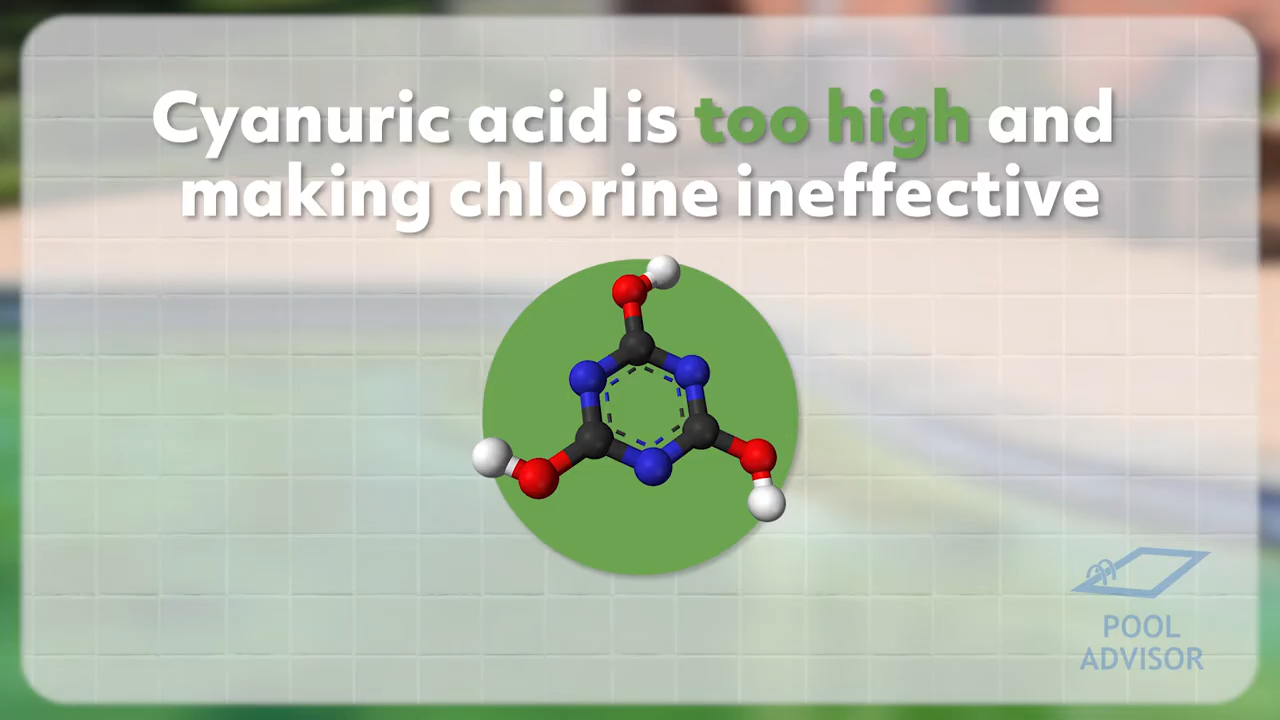 Cyanuric acid is too high and
making chlorine ineffective
POOL
ADVISOR